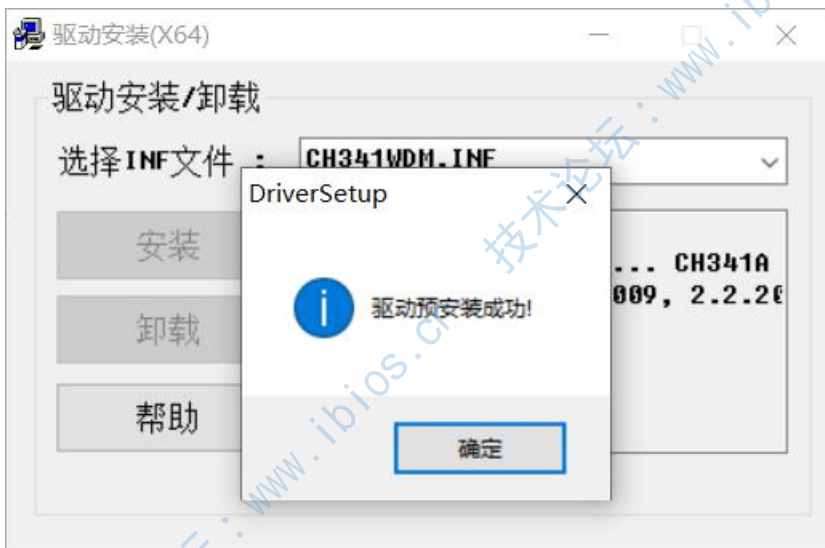 驱动安装(X64)
驱动安装/卸载
选择INF文件 :
CH341WDM.INF
安装
卸载
帮助
... CH341A
009, 2.2.20
DriverSetup
驱动预安装成功!
确定
技术论坛:www.ibios.cn